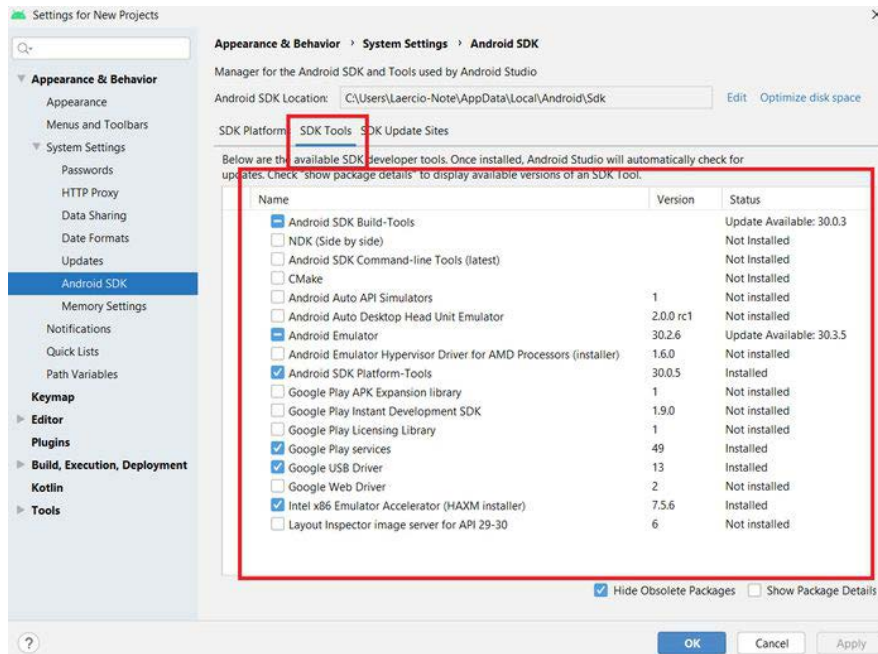 Settings for New Projects
Appearance & Behavior
Appearance
Menus and Toolbars
System Settings
Passwords
HTTP Proxy
Data Sharing
Date Formats
Updates
Android SDK
Memory Settings
Notifications
Quick Lists
Path Variables
Keymap
Editor
Plugins
Build, Execution, Deployment
Kotlin
Tools
Appearance & Behavior › System Settings › Android SDK
Manager for the Android SDK and Tools used by Android Studio
Android SDK Location: C:\Users\Laercio-Note\AppData\Local\Android\Sdk Edit Optimize disk space
SDK Platform SDK Tools SDK Update Sites
Below are the available SDK developer tools. Once installed, Android Studio will automatically check for
updates. Check "show package details" to display available versions of an SDK Tool.
Name Version Status
Android SDK Build-Tools Update Available: 30.0.3
NDK (Side by side) Not Installed
Android SDK Command-line Tools (latest) Not Installed
CMake Not Installed
Android Auto API Simulators 1 Not installed
Android Auto Desktop Head Unit Emulator 2.0.0 rc1 Not installed
Android Emulator 30.2.6 Update Available: 30.3.5
Android Emulator Hypervisor Driver for AMD Processors (installer) 1.6.0 Not installed
Android SDK Platform-Tools 30.0.5 Installed
Google Play APK Expansion library 1 Not installed
Google Play Instant Development SDK 1.9.0 Not installed
Google Play Licensing Library 1 Not installed
Google Play services 49 Installed
Google USB Driver 13 Installed
Google Web Driver 2 Not installed
Intel x86 Emulator Accelerator (HAXM installer) 7.5.6 Installed
Layout Inspector image server for API 29-30 6 Not installed
Hide Obsolete Packages Show Package Details
? OK Cancel Apply